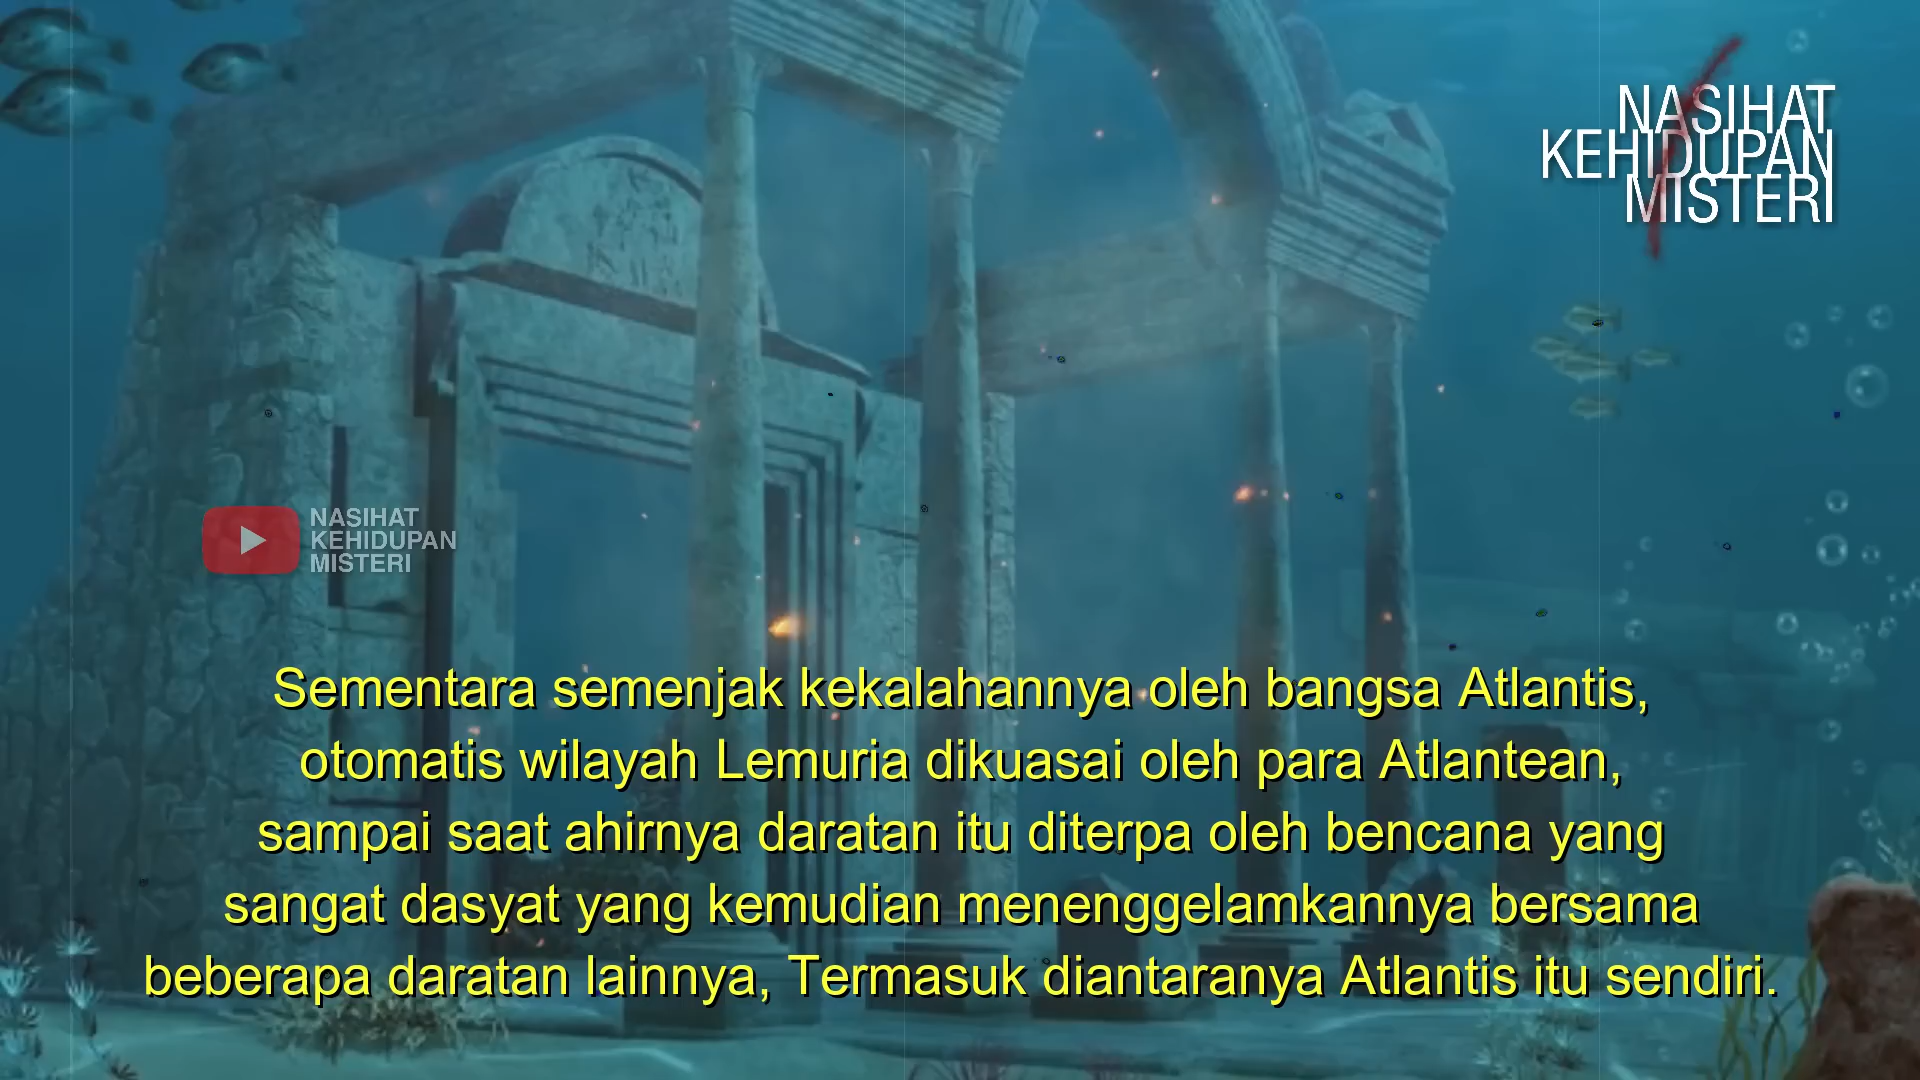 NASIHAT
KEHIDUPAN
MISTERI
NASIHAT
KEHIDUPAN
MISTERI
Sementara semenjak kekalahannya oleh bangsa Atlantis,
otomatis wilayah Lemuria dikuasai oleh para Atlantean,
sampai saat ahirnya daratan itu diterpa oleh bencana yang
sangat dasyat yang kemudian menenggelamkannya bersama
beberapa daratan lainnya, Termasuk diantaranya Atlantis itu sendiri.